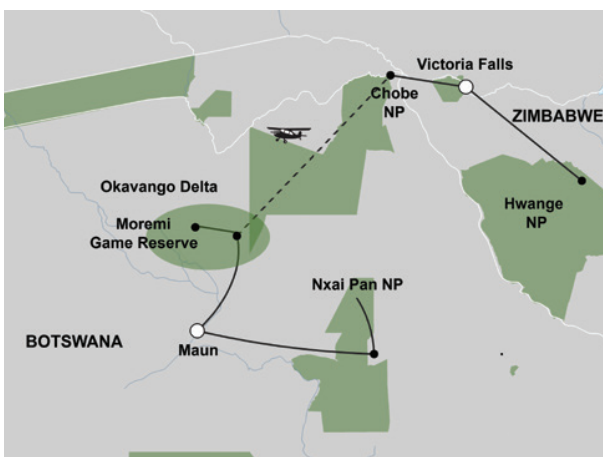 Victoria Falls
Chobe
NP
ZIMBABWE
Okavango Delta
Hwange
NP
Moremi
Game Reserve
Nxai Pan NP
BOTSWANA
Maun